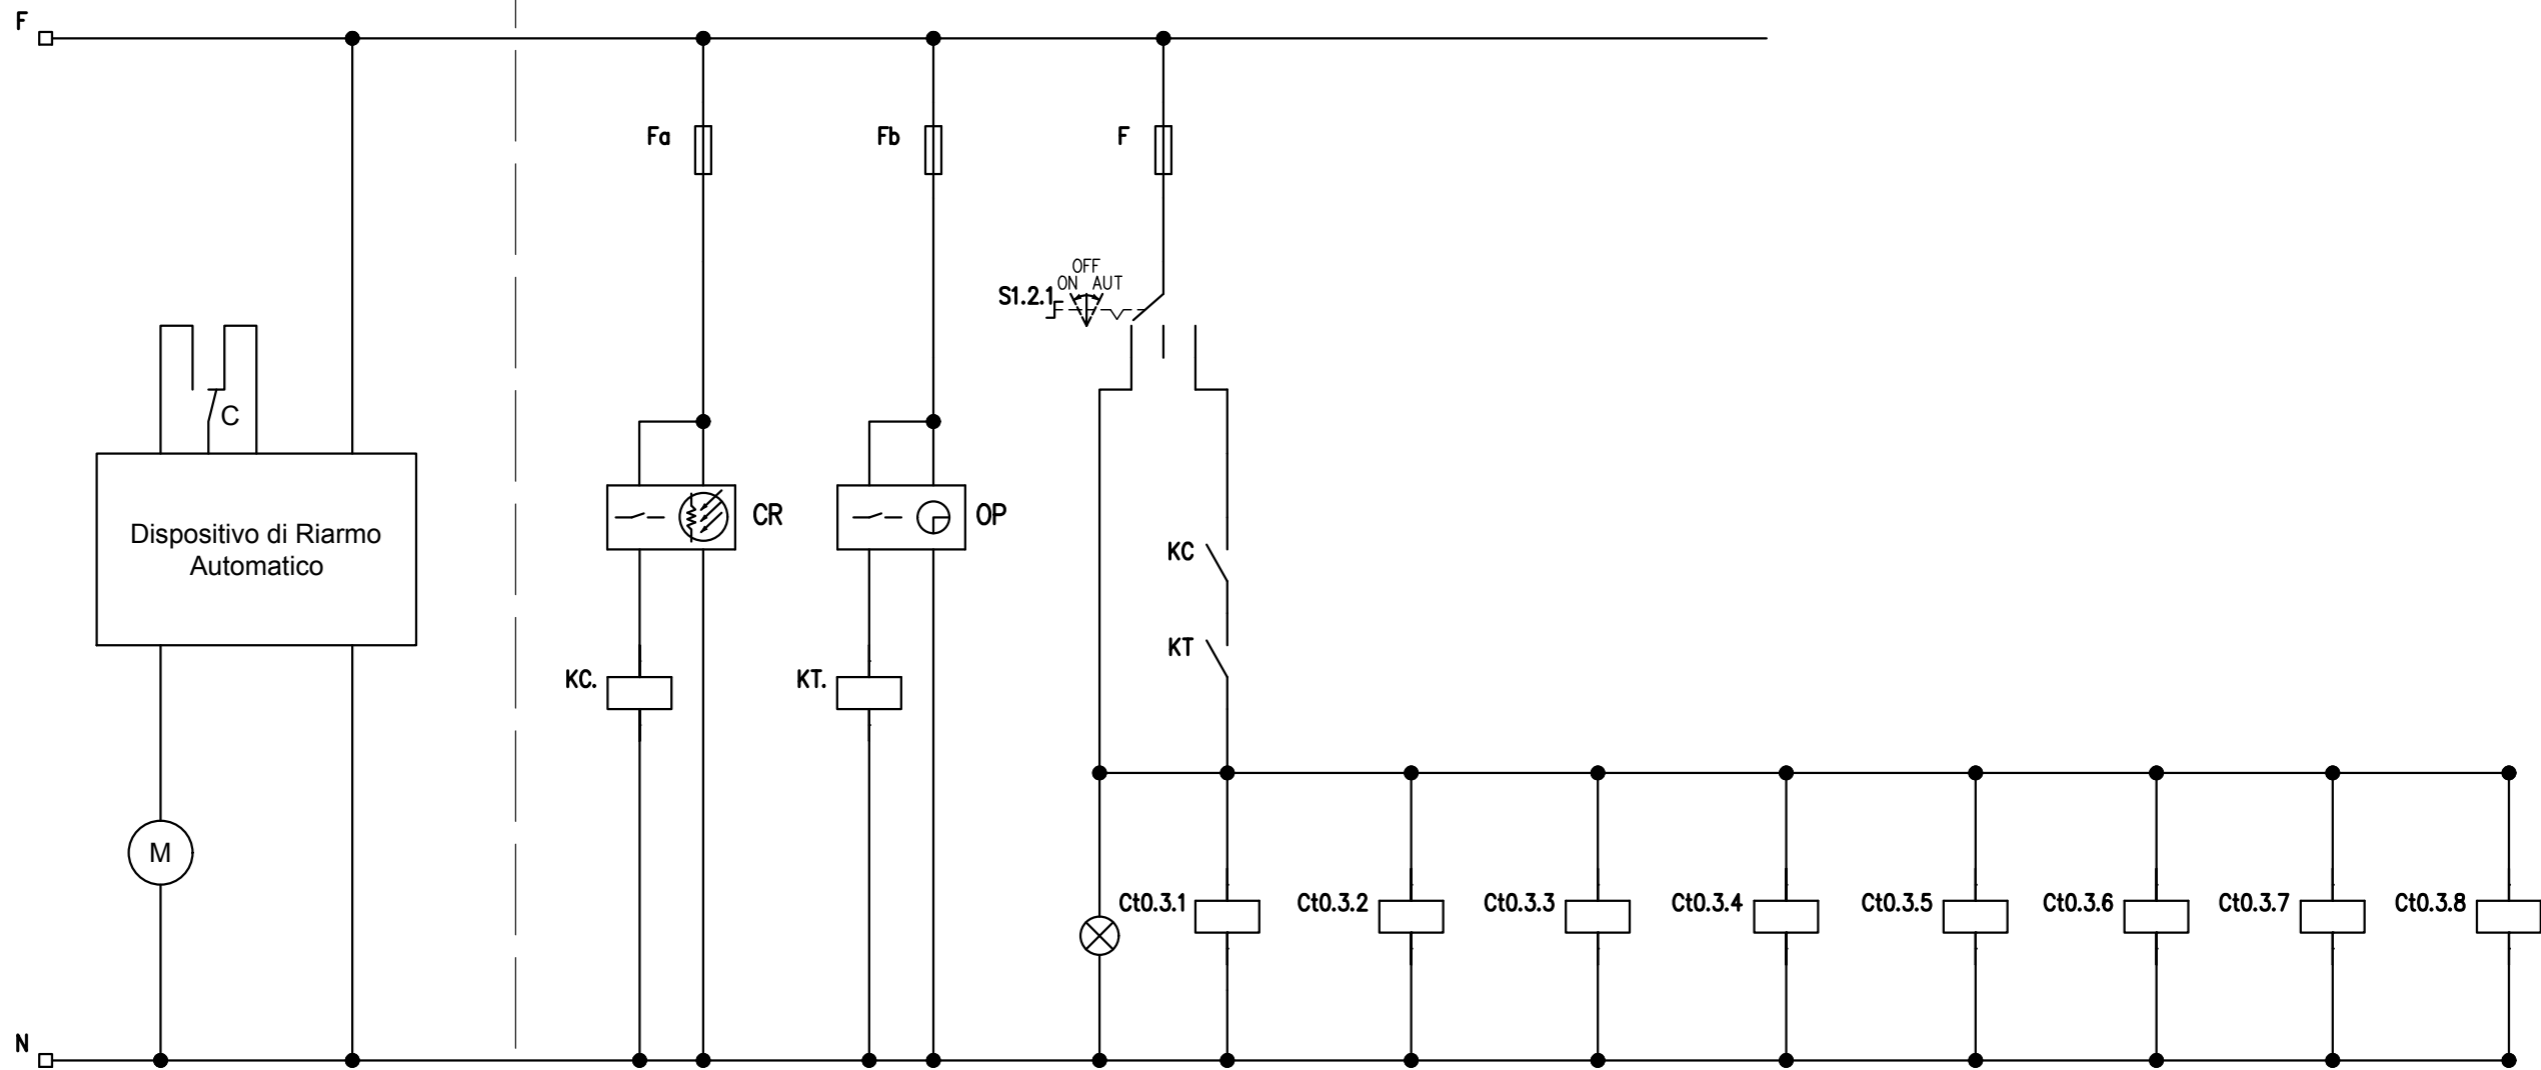 F
Fa
Fb
F
OFF
ON AUT
S1.2.1
C
Dispositivo di Riarmo
Automatico
CR
OP
KC
KT
KC.
KT.
M
Ct0.3.1
Ct0.3.2
Ct0.3.3
Ct0.3.4
Ct0.3.5
Ct0.3.6
Ct0.3.7
Ct0.3.8
N